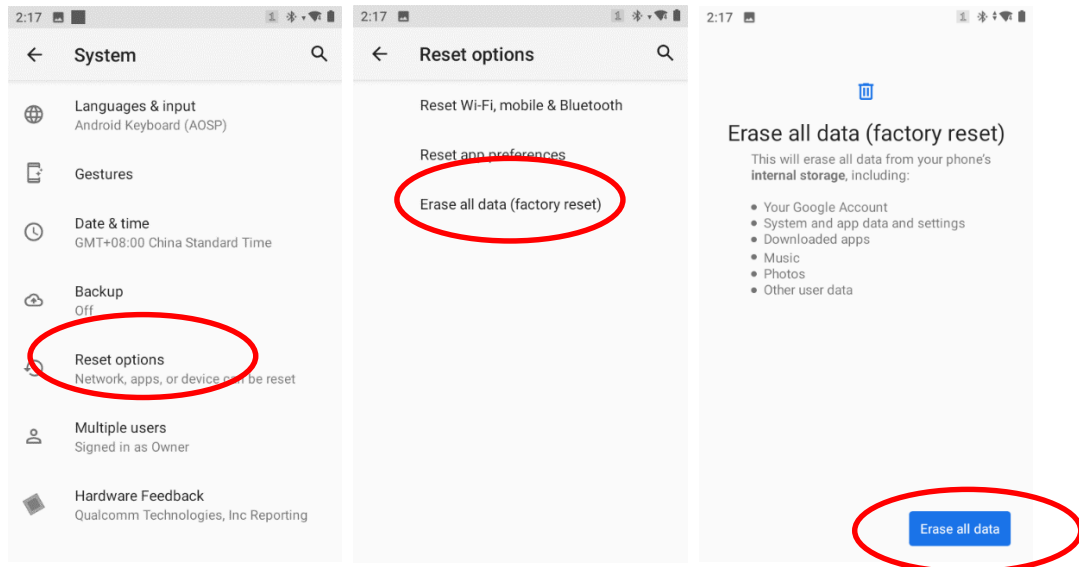 2:17
1
System
Languages & input
Android Keyboard (AOSP)
Gestures
Date & time
GMT+08:00 China Standard Time
Backup
Off
Reset options
Network, apps, or device can be reset
Multiple users
Signed in as Owner
Hardware Feedback
Qualcomm Technologies, Inc Reporting
2:17
1
Reset options
Reset Wi-Fi, mobile & Bluetooth
Reset app preferences
Erase all data (factory reset)
2:17
1
Erase all data (factory reset)
This will erase all data from your phone's
internal storage, including:
• Your Google Account
• System and app data and settings
• Downloaded apps
• Music
• Photos
• Other user data
Erase all data